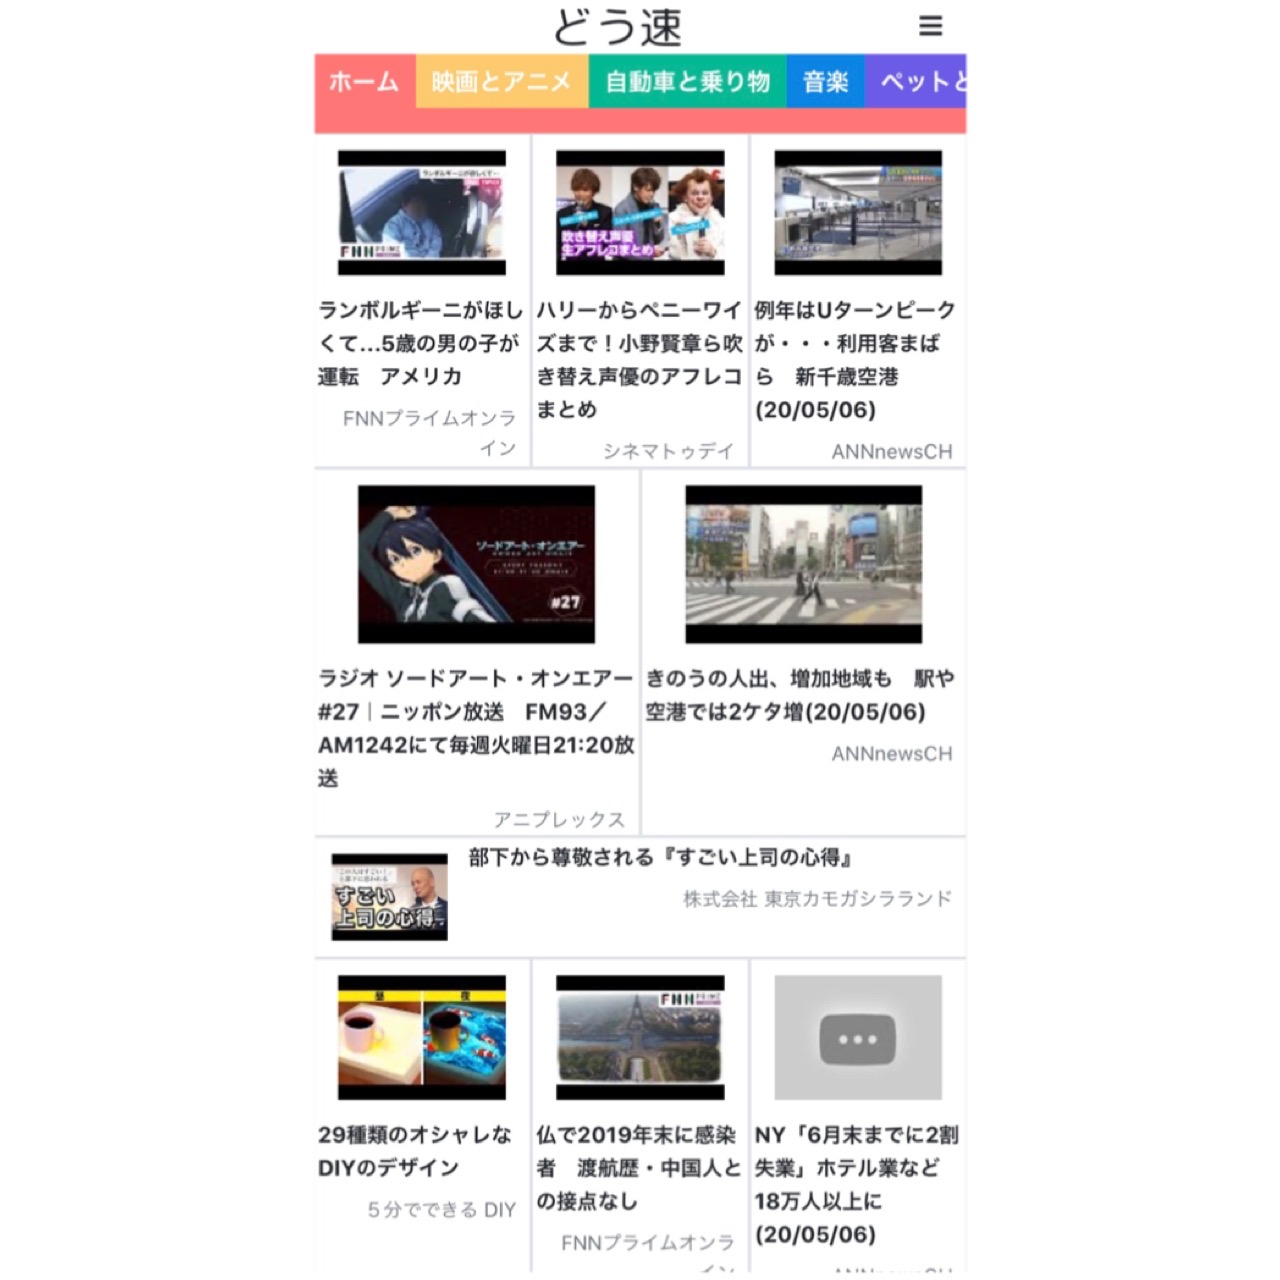 どう速
ホーム
映画とアニメ
自動車と乗り物
音楽
ペットと
ランボルギーニが欲しくて…
FNN PRIME
吹き替え声優
生アフレコまとめ
ランボルギーニがほし
くて...5歳の男の子が
運転　アメリカ
FNNプライムオンラ
イン
ハリーからペニーワイ
ズまで！小野賢章ら吹
き替え声優のアフレコ
まとめ
シネマトゥデイ
例年はUターンピーク
が・・・利用客まば
ら　新千歳空港
(20/05/06)
ANNnewsCH
ソードアート・オンエアー
#27
ラジオ ソードアート・オンエアー
#27｜ニッポン放送　FM93／
AM1242にて毎週火曜日21:20放
送
アニプレックス
きのうの人出、増加地域も　駅や
空港では2ケタ増(20/05/06)
ANNnewsCH
すごい
上司の心得
部下から尊敬される『すごい上司の心得』
株式会社 東京カモガシラランド
昼
夜
29種類のオシャレな
DIYのデザイン
５分でできる DIY
FNN PRIME
仏で2019年末に感染
者　渡航歴・中国人と
の接点なし
FNNプライムオンラ
イン
NY「6月末までに2割
失業」ホテル業など
18万人以上に
(20/05/06)
ANNnewsCH